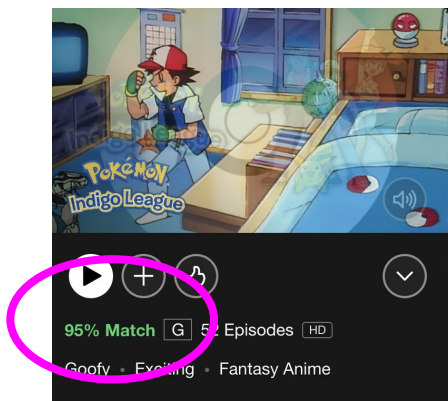 Pokémon
Indigo League
95% Match G 52 Episodes HD
Goofy • Exciting • Fantasy Anime